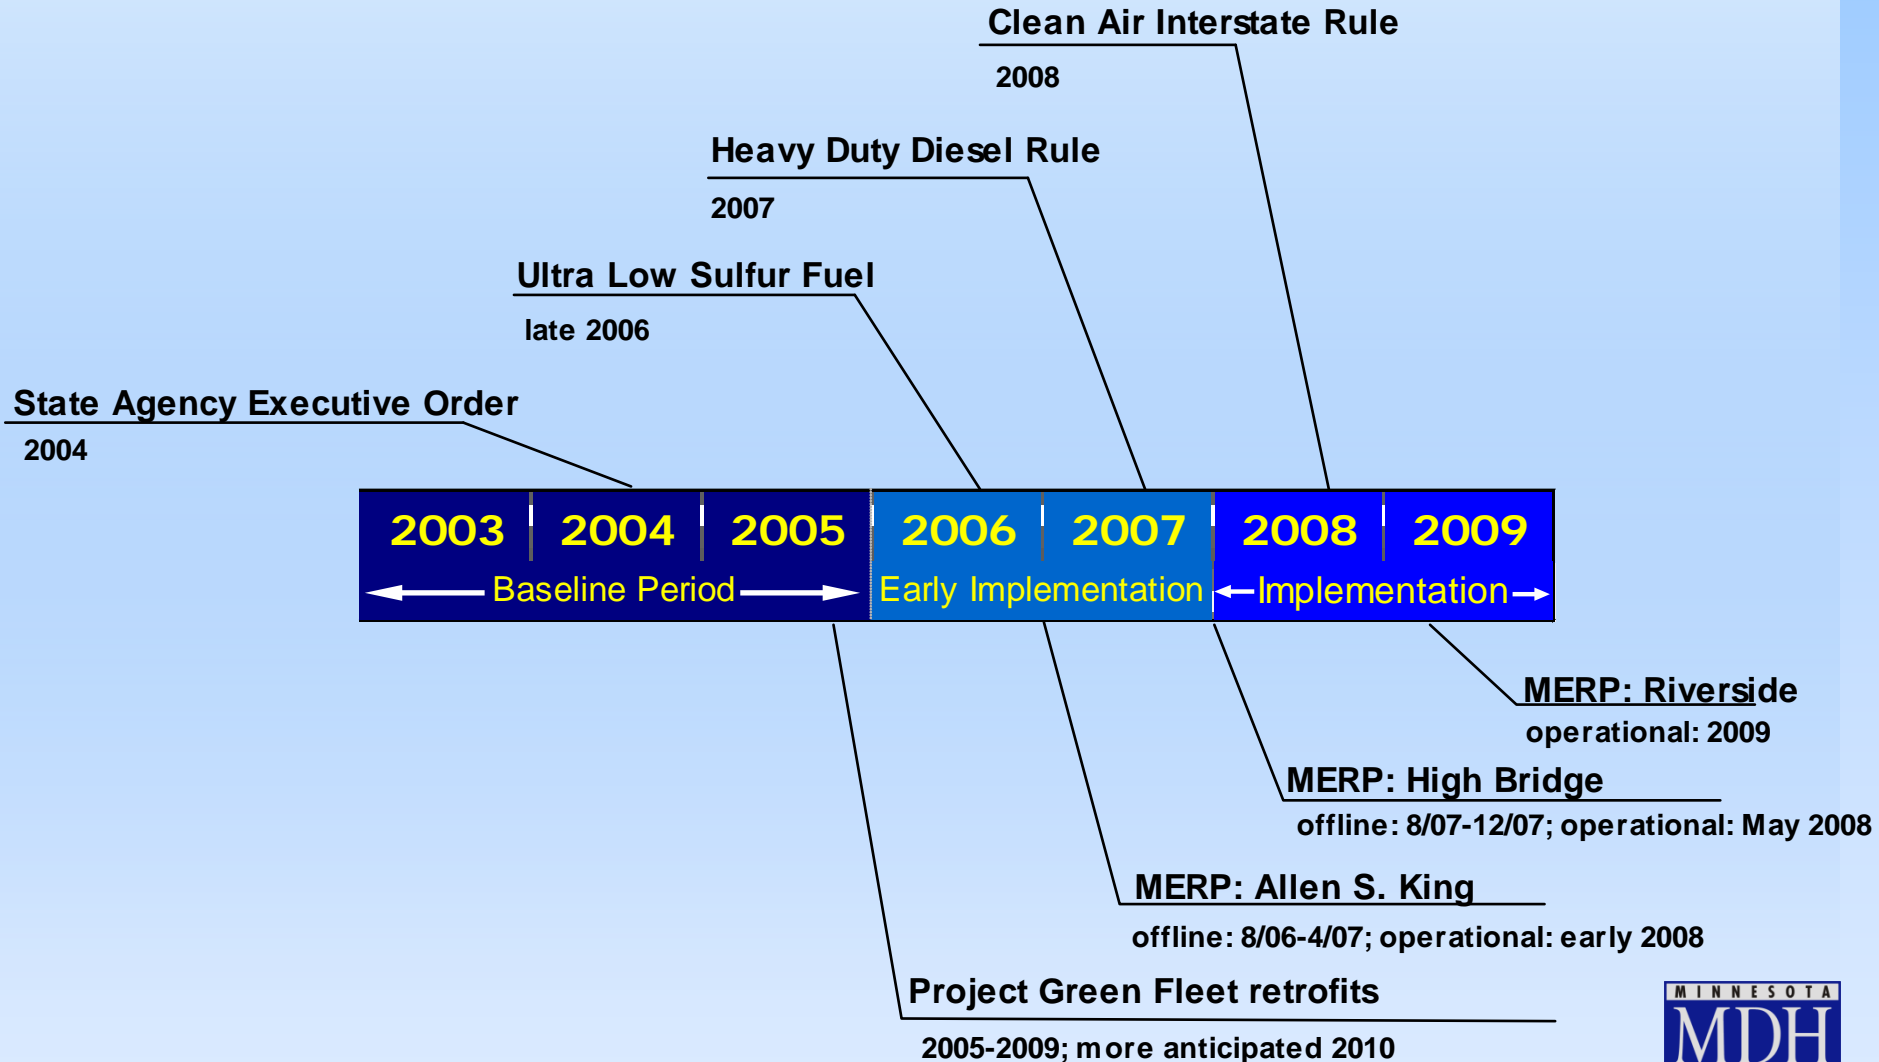 Clean Air Interstate Rule
2008
Heavy Duty Diesel Rule
2007
Ultra Low Sulfur Fuel
late 2006
State Agency Executive Order
2004
2003 2004 2005 2006 2007 2008 2009
Baseline Period Early Implementation Implementation
MERP: Riverside
operational: 2009
MERP: High Bridge
offline: 8/07-12/07; operational: May 2008
MERP: Allen S. King
offline: 8/06-4/07; operational: early 2008
Project Green Fleet retrofits
2005-2009; more anticipated 2010
MINNESOTA
MDH